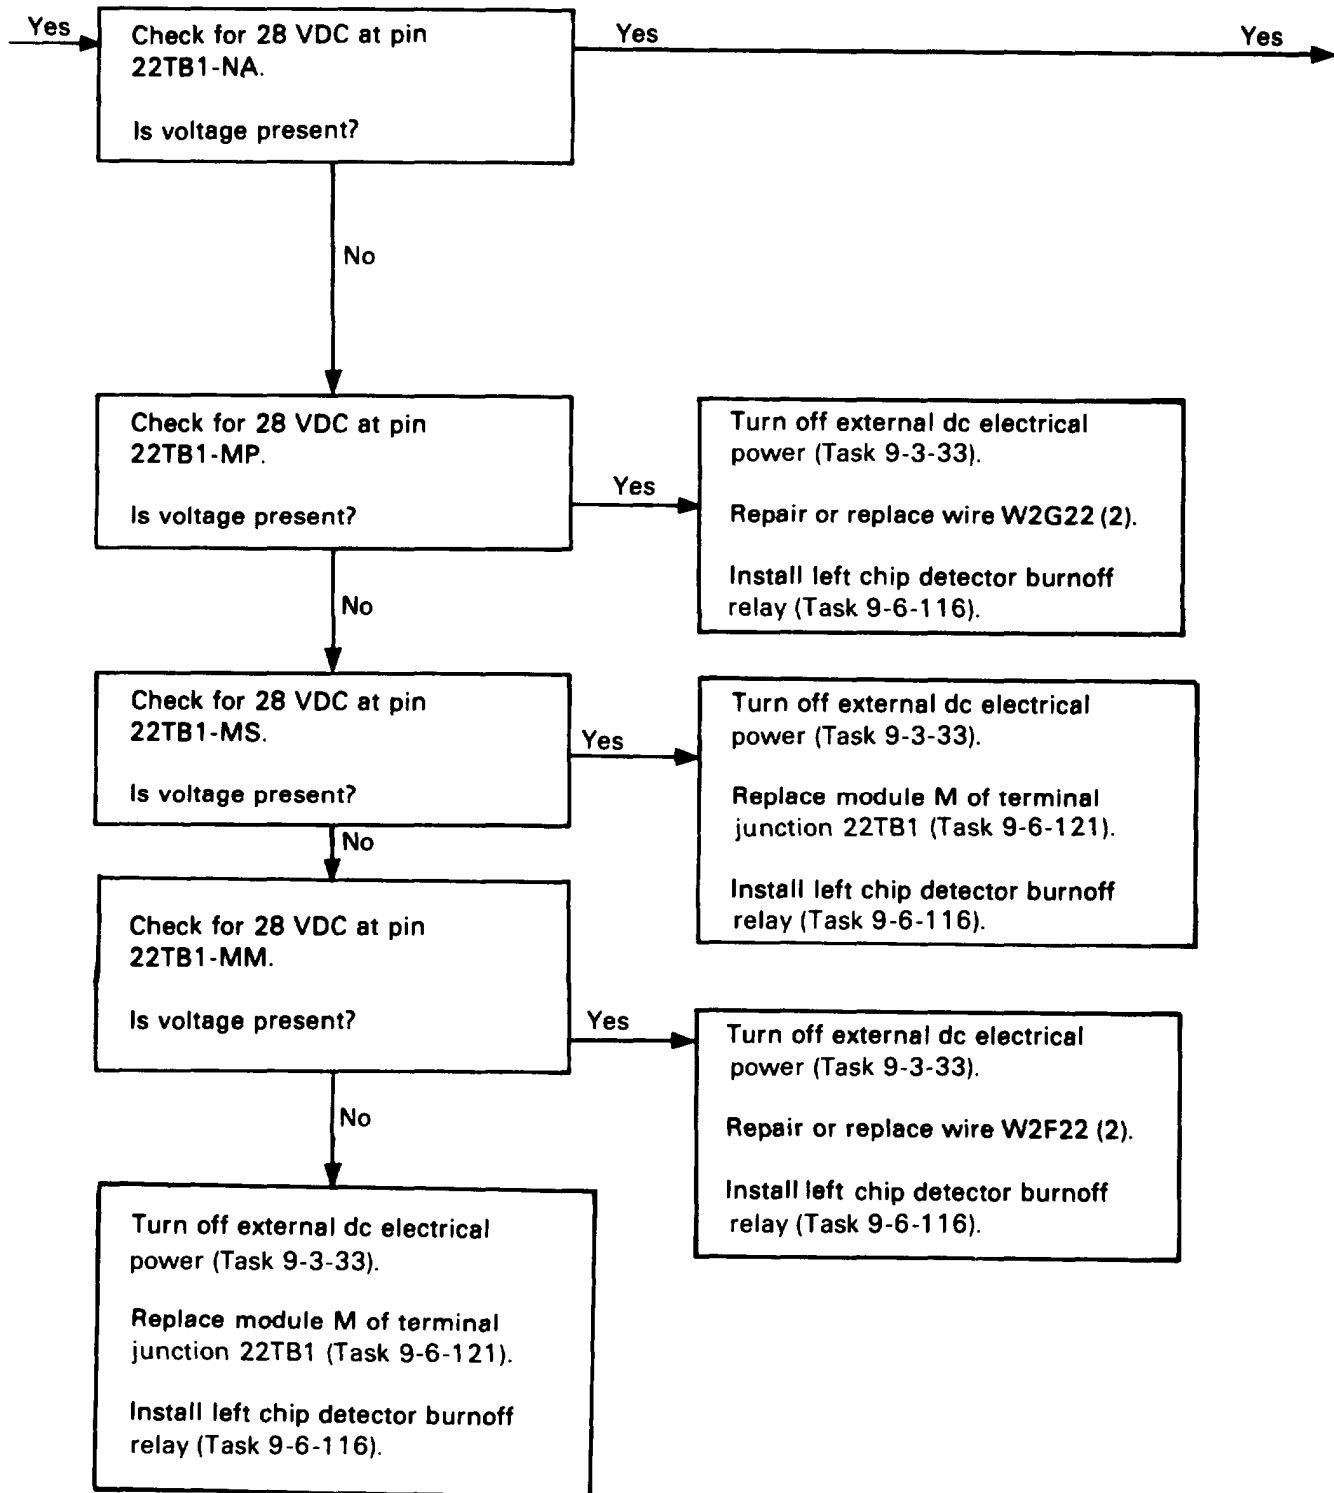 Yes
Check for 28 VDC at pin
22TB1-NA.
Is voltage present?
Yes
Yes
No
Check for 28 VDC at pin
22TB1-MP.
Is voltage present?
Yes
Turn off external dc electrical
power (Task 9-3-33).
Repair or replace wire W2G22 (2).
Install left chip detector burnoff
relay (Task 9-6-116).
No
Check for 28 VDC at pin
22TB1-MS.
Is voltage present?
Yes
Turn off external dc electrical
power (Task 9-3-33).
Replace module M of terminal
junction 22TB1 (Task 9-6-121).
Install left chip detector burnoff
relay (Task 9-6-116).
No
Check for 28 VDC at pin
22TB1-MM.
Is voltage present?
Yes
Turn off external dc electrical
power (Task 9-3-33).
Repair or replace wire W2F22 (2).
Install left chip detector burnoff
relay (Task 9-6-116).
No
Turn off external dc electrical
power (Task 9-3-33).
Replace module M of terminal
junction 22TB1 (Task 9-6-121).
Install left chip detector burnoff
relay (Task 9-6-116).